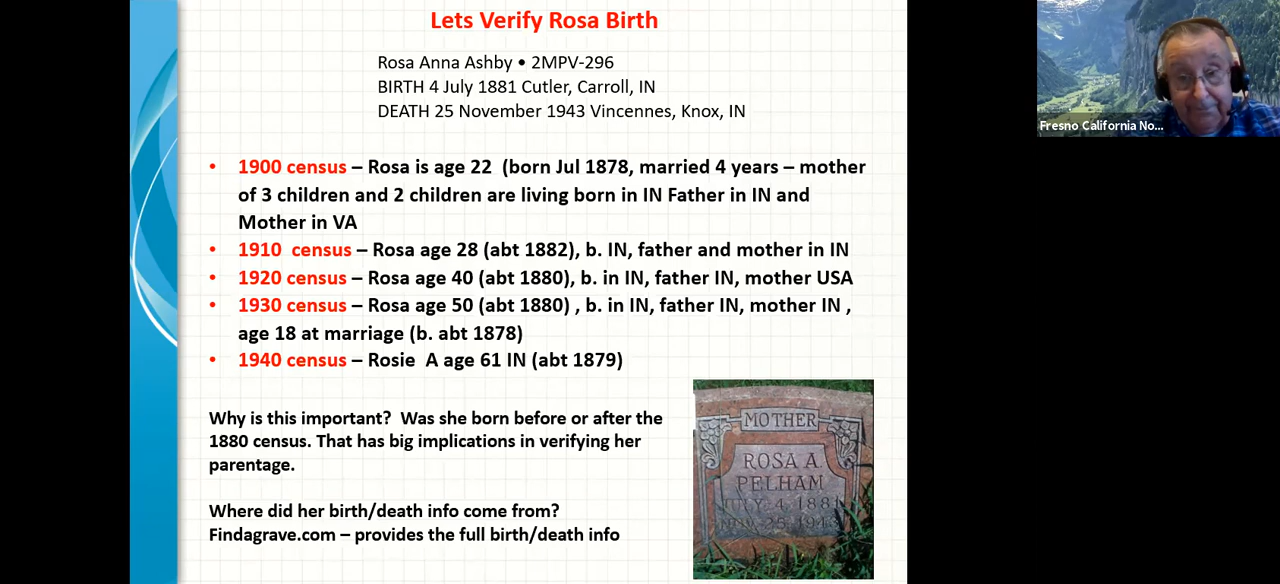 Lets Verify Rosa Birth
Rosa Anna Ashby • 2MPV-296
BIRTH 4 July 1881 Cutler, Carroll, IN
DEATH 25 November 1943 Vincennes, Knox, IN
• 1900 census – Rosa is age 22  (born Jul 1878, married 4 years – mother
of 3 children and 2 children are living born in IN Father in IN and
Mother in VA
• 1910  census – Rosa age 28 (abt 1882), b. IN, father and mother in IN
• 1920 census – Rosa age 40 (abt 1880), b. in IN, father IN, mother USA
• 1930 census – Rosa age 50 (abt 1880) , b. in IN, father IN, mother IN ,
age 18 at marriage (b. abt 1878)
• 1940 census – Rosie  A age 61 IN (abt 1879)
Why is this important?  Was she born before or after the
1880 census. That has big implications in verifying her
parentage.
Where did her birth/death info come from?
Findagrave.com – provides the full birth/death info
MOTHER
ROSA A.
PELHAM
JULY 4, 1881
NOV. 25, 1943
Fresno California No...